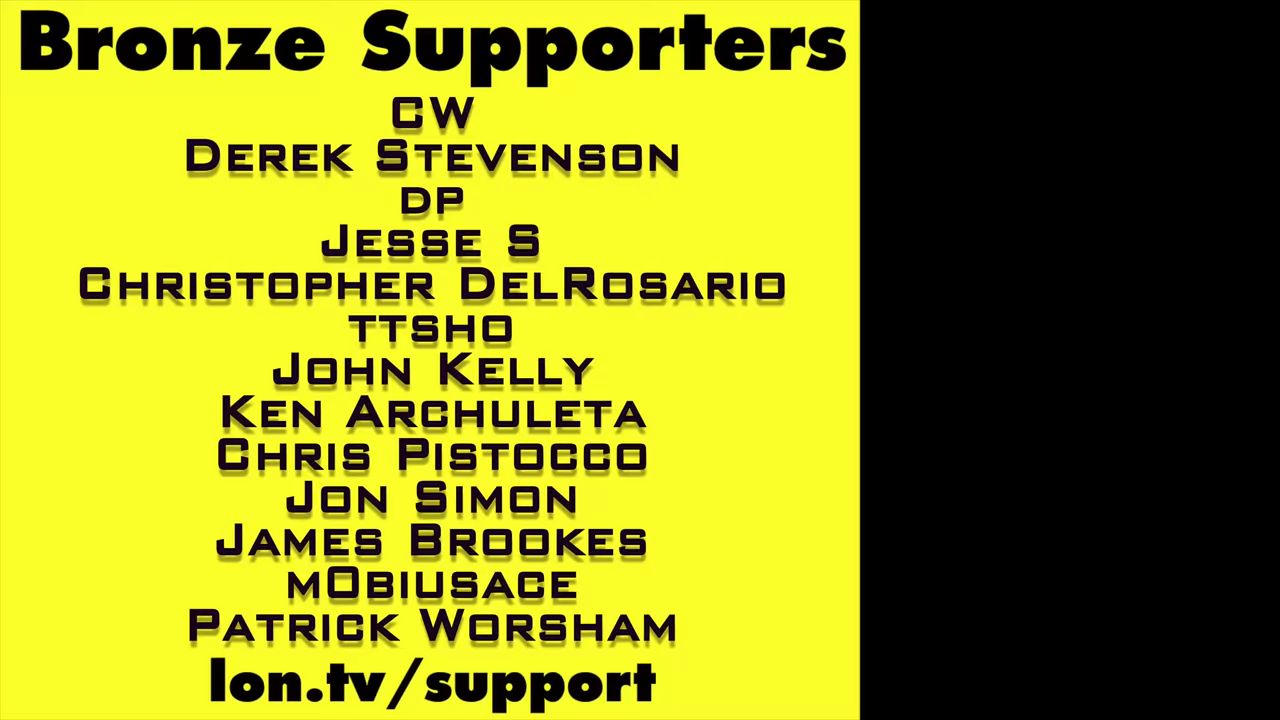 Bronze Supporters
CW
Derek Stevenson
DP
Jesse S
Christopher DelRosario
ttsho
John Kelly
Ken Archuleta
Chris Pistocco
Jon Simon
James Brookes
m0biusace
Patrick Worsham
lon.tv/support